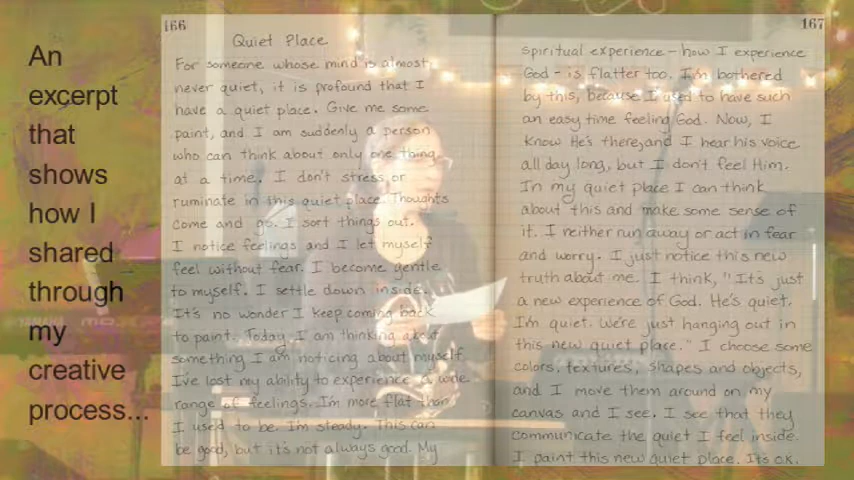 An
excerpt
that
shows
how I
shared
through
my
creative
process...
166
Quiet Place
For someone whose mind is almost
never quiet, it is profound that I
have a quiet place. Give me some
paint, and I am suddenly a person
who can think about only one thing
at a time. I don't stress or
ruminate in this quiet place. Thoughts
come and go. I sort things out.
I notice feelings and I let myself
feel without fear. I become gentle
to myself. I settle down inside.
It's no wonder I keep coming back
to paint. Today, I am thinking about
something I am noticing about myself.
I've lost my ability to experience a wide
range of feelings. I'm more flat than
I used to be. I'm steady. This can
be good, but it's not always good. My
167
spiritual experience - how I experience
God - is flatter too. I'm bothered
by this, because I used to have such
an easy time feeling God. Now, I
know He's there, and I hear his voice
all day long, but I don't feel Him.
In my quiet place I can think
about this and make some sense of
it. I neither run away or act in fear
and worry. I just notice this new
truth about me. I think, "It's just
a new experience of God. He's quiet.
I'm quiet. We're just hanging out in
this new quiet place." I choose some
colors, textures, shapes and objects,
and I move them around on my
canvas and I see. I see that they
communicate the quiet I feel inside.
I paint this new quiet place. Its O.K.